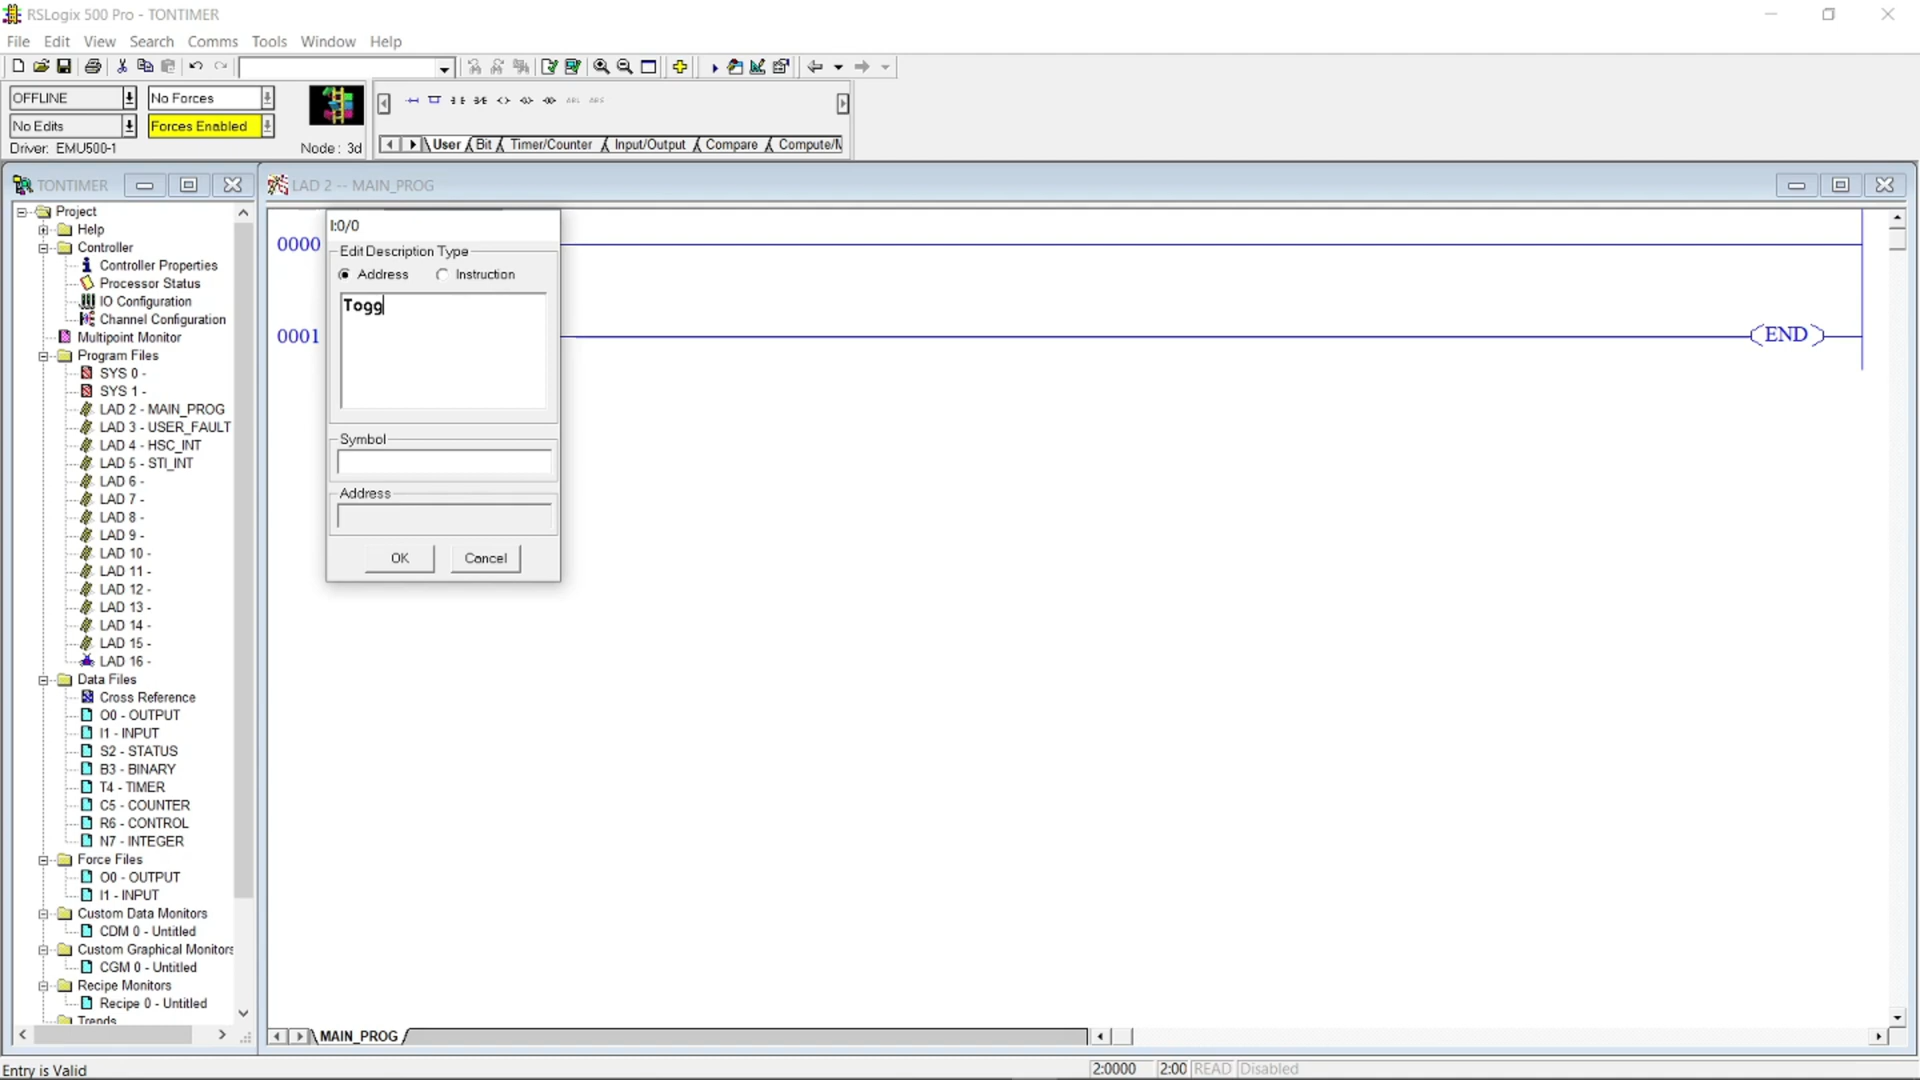 RSLogix 500 Pro - TONTIMER
File Edit View Search Comms Tools Window Help
OFFLINE No Forces
No Edits Forces Enabled
Driver: EMU500-1 Node : 3d
ABL ABS
User Bit Timer/Counter Input/Output Compare Compute/M
TONTIMER
Project
Help
Controller
Controller Properties
Processor Status
IO Configuration
Channel Configuration
Multipoint Monitor
Program Files
SYS 0 -
SYS 1 -
LAD 2 - MAIN_PROG
LAD 3 - USER_FAULT
LAD 4 - HSC_INT
LAD 5 - STI_INT
LAD 6 -
LAD 7 -
LAD 8 -
LAD 9 -
LAD 10 -
LAD 11 -
LAD 12 -
LAD 13 -
LAD 14 -
LAD 15 -
LAD 16 -
Data Files
Cross Reference
O0 - OUTPUT
I1 - INPUT
S2 - STATUS
B3 - BINARY
T4 - TIMER
C5 - COUNTER
R6 - CONTROL
N7 - INTEGER
Force Files
O0 - OUTPUT
I1 - INPUT
Custom Data Monitors
CDM 0 - Untitled
Custom Graphical Monitors
CGM 0 - Untitled
Recipe Monitors
Recipe 0 - Untitled
Trends
LAD 2 -- MAIN_PROG
0000
0001
END
I:0/0
Edit Description Type
Address Instruction
Togg
Symbol
Address
OK Cancel
MAIN_PROG
Entry is Valid
2:0000 2:00 READ Disabled